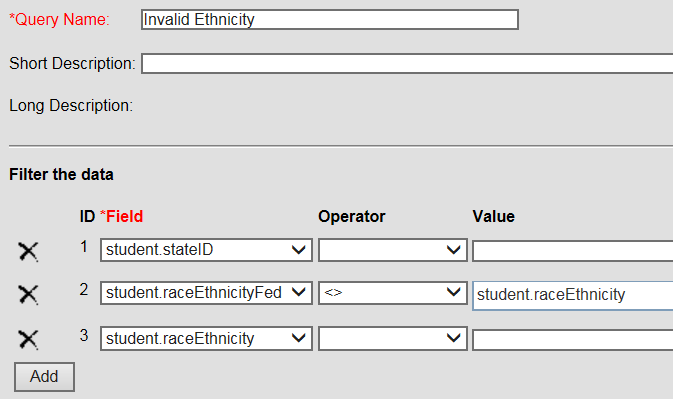 *Query Name: Invalid Ethnicity
Short Description:
Long Description:
Filter the data
ID *Field Operator Value
1 student.stateID
2 student.raceEthnicityFed <> student.raceEthnicity
3 student.raceEthnicity
Add